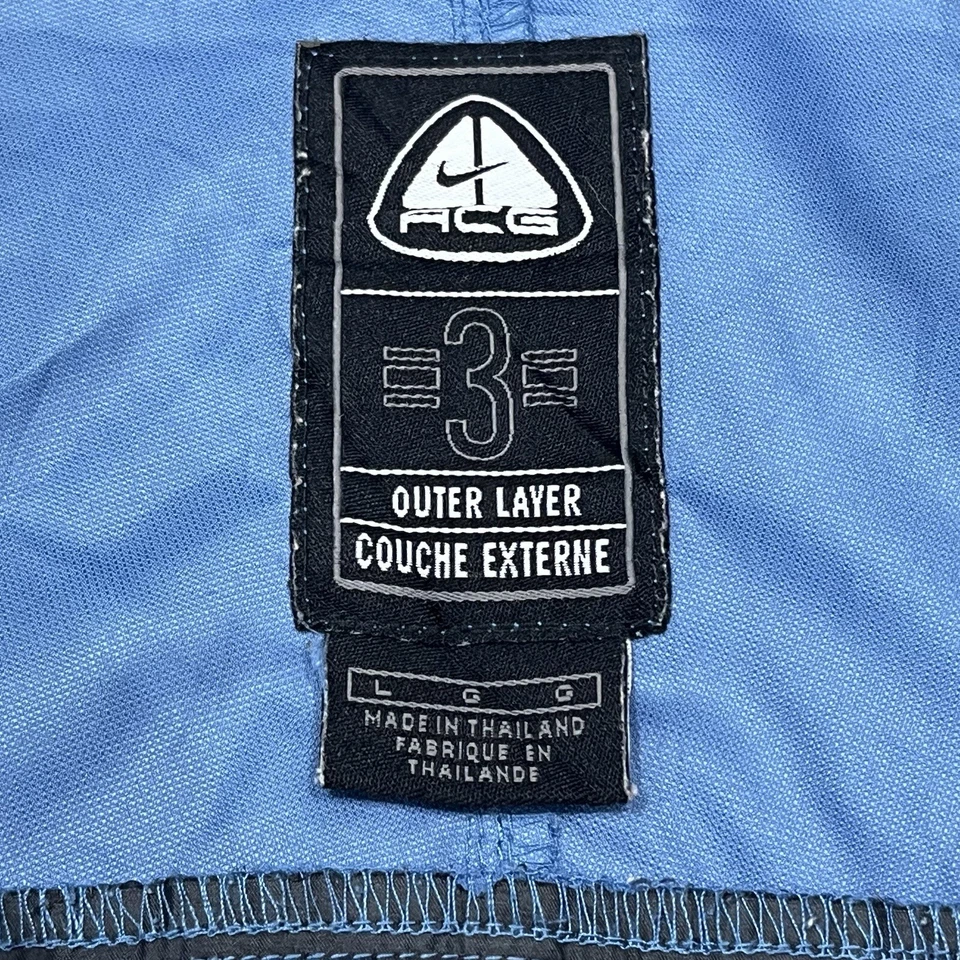 ACG
3
OUTER LAYER
COUCHE EXTERNE
L G G
MADE IN THAILAND
FABRIQUE EN
THAILANDE